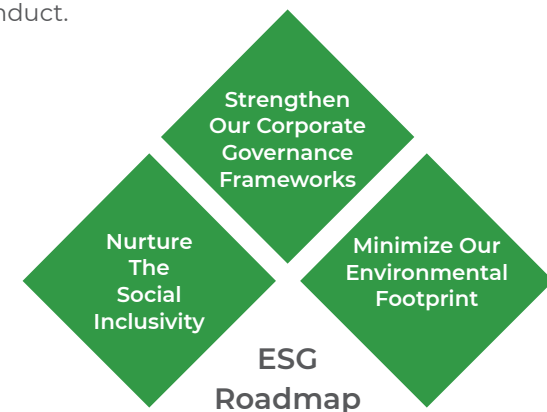 nduct.
Strengthen
Our Corporate
Governance
Frameworks
Nurture
The
Social
Inclusivity
Minimize Our
Environmental
Footprint
ESG
Roadmap